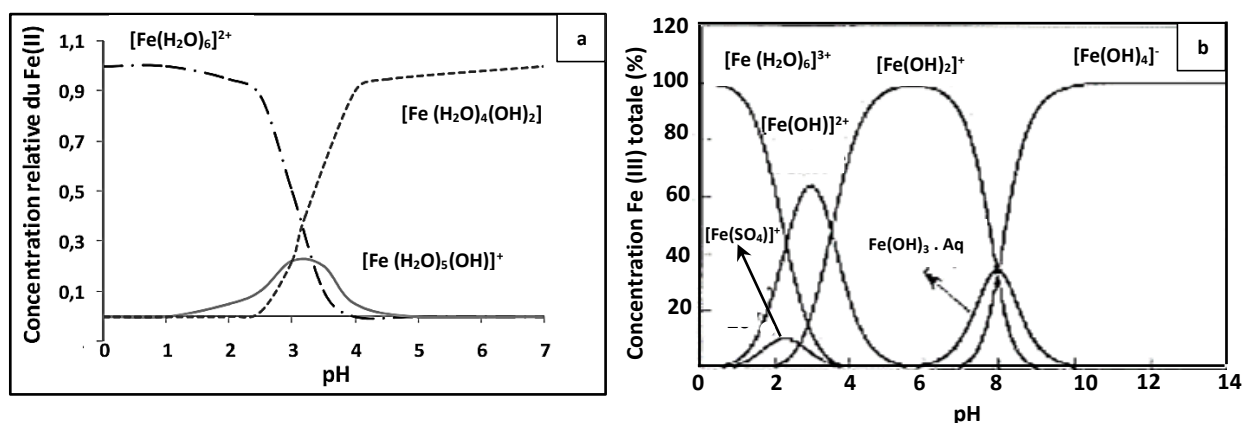 a
[Fe(H2O)6]2+
[Fe (H2O)4(OH)2]
[Fe (H2O)5(OH)]+
Concentration relative du Fe(II)
1,1
0,9
0,7
0,5
0,3
0,1
-0,1
0
1
2
3
4
5
6
7
pH
b
[Fe (H2O)6]3+
[Fe(OH)2]+
[Fe(OH)4]-
[Fe(OH)]2+
[Fe(SO4)]+
Fe(OH)3 . Aq
Concentration Fe (III) totale (%)
120
100
80
60
40
20
0
2
4
6
8
10
12
14
pH